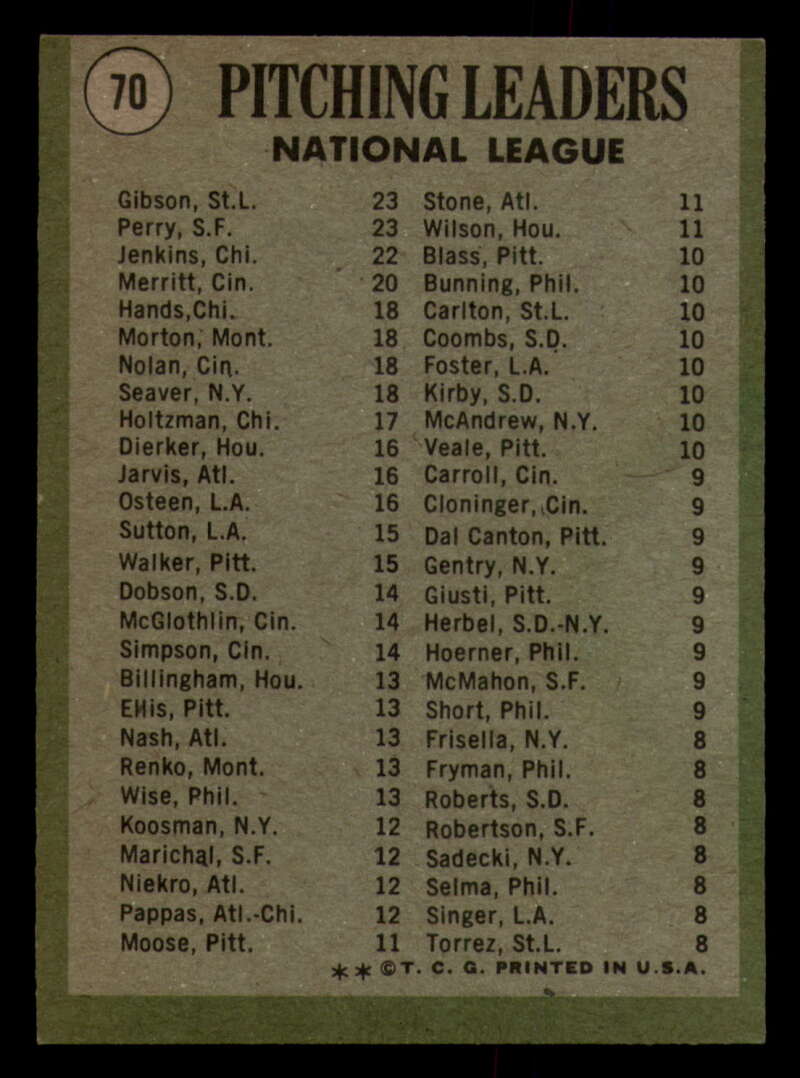 70
PITCHING LEADERS
NATIONAL LEAGUE
Gibson, St.L. 23
Perry, S.F. 23
Jenkins, Chi. 22
Merritt, Cin. 20
Hands,Chi. 18
Morton, Mont. 18
Nolan, Cin. 18
Seaver, N.Y. 18
Holtzman, Chi. 17
Dierker, Hou. 16
Jarvis, Atl. 16
Osteen, L.A. 16
Sutton, L.A. 15
Walker, Pitt. 15
Dobson, S.D. 14
McGlothlin, Cin. 14
Simpson, Cin. 14
Billingham, Hou. 13
Ellis, Pitt. 13
Nash, Atl. 13
Renko, Mont. 13
Wise, Phil. 13
Koosman, N.Y. 12
Marichal, S.F. 12
Niekro, Atl. 12
Pappas, Atl.-Chi. 12
Moose, Pitt. 11
Stone, Atl. 11
Wilson, Hou. 11
Blass, Pitt. 10
Bunning, Phil. 10
Carlton, St.L. 10
Coombs, S.D. 10
Foster, L.A. 10
Kirby, S.D. 10
McAndrew, N.Y. 10
Veale, Pitt. 10
Carroll, Cin. 9
Cloninger, Cin. 9
Dal Canton, Pitt. 9
Gentry, N.Y. 9
Giusti, Pitt. 9
Herbel, S.D.-N.Y. 9
Hoerner, Phil. 9
McMahon, S.F. 9
Short, Phil. 9
Frisella, N.Y. 8
Fryman, Phil. 8
Roberts, S.D. 8
Robertson, S.F. 8
Sadecki, N.Y. 8
Selma, Phil. 8
Singer, L.A. 8
Torrez, St.L. 8
** ©T. C. G. PRINTED IN U.S.A.